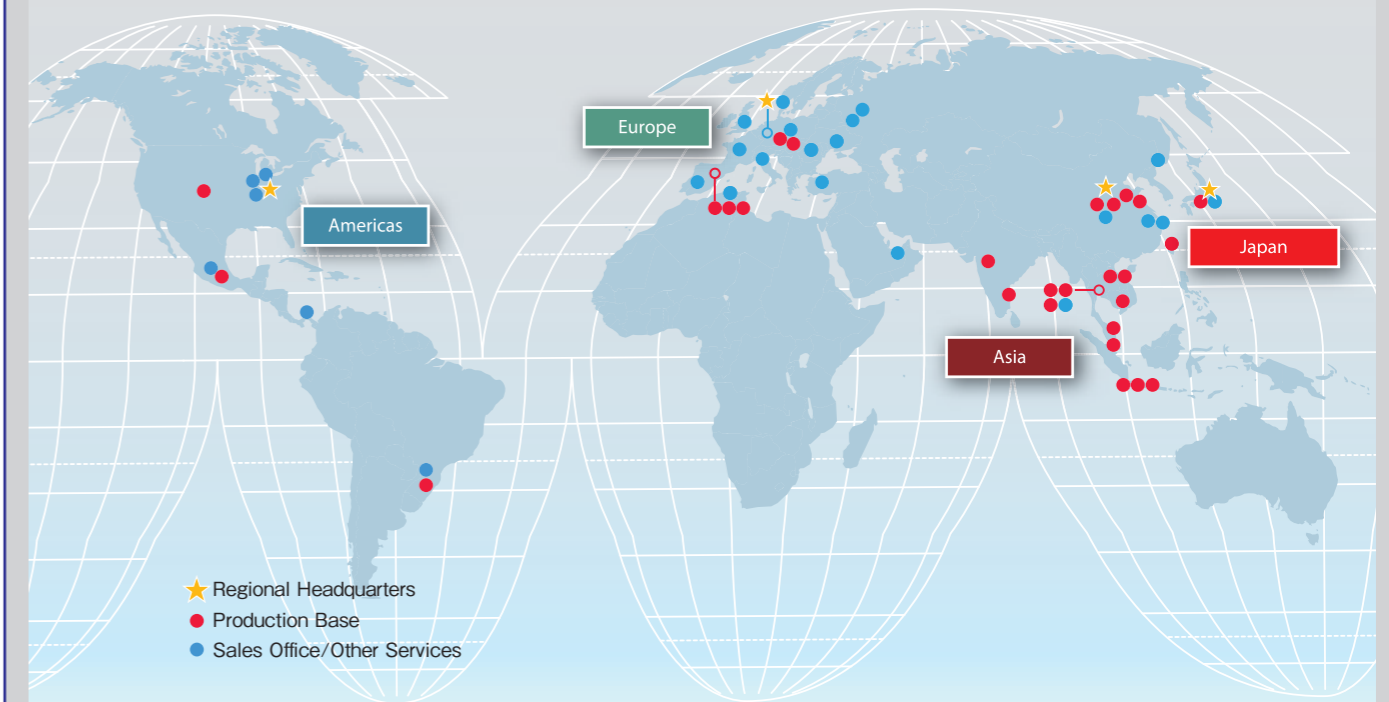 Europe
Americas
Japan
Asia
Regional Headquarters
Production Base
Sales Office/Other Services